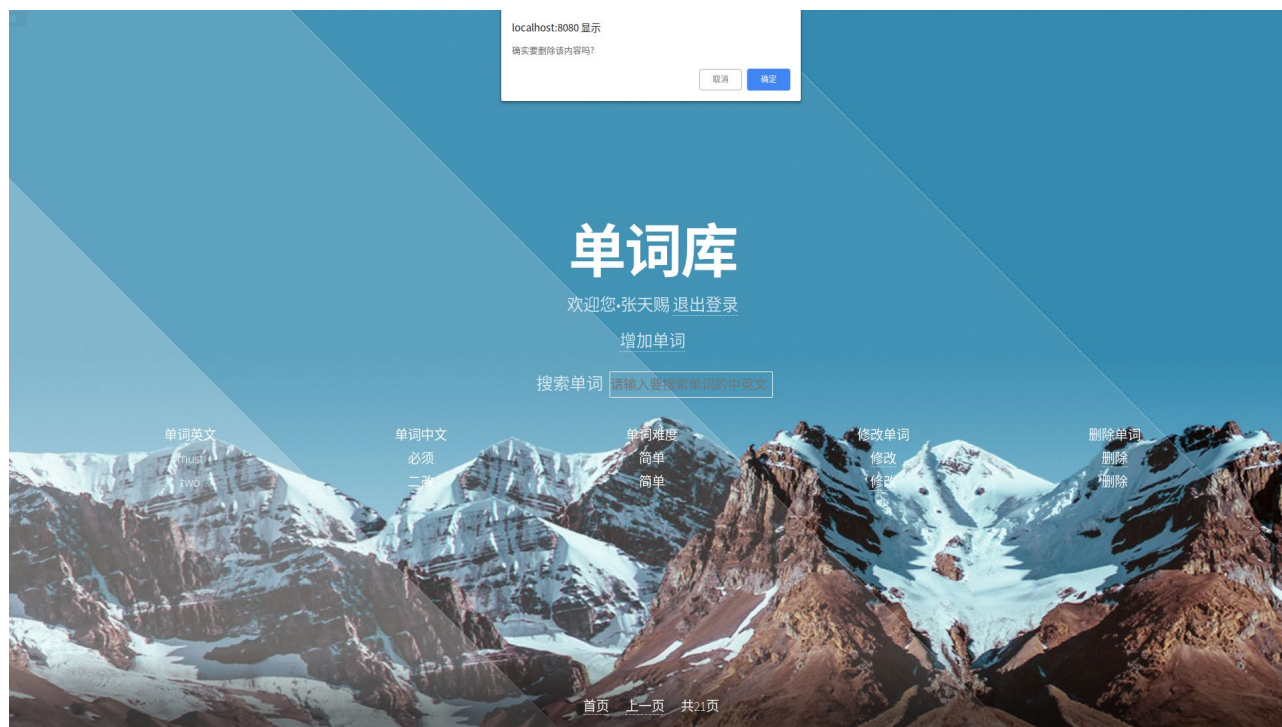 localhost:8080 显示
确实要删除该内容吗?
取消 确定
单词库
欢迎您•张天赐 退出登录
增加单词
搜索单词 请输入要搜索单词的中英文
单词英文 单词中文 单词难度 修改单词 删除单词
must 必须 简单 修改 删除
two 二改 简单 修改 删除
首页 上一页 共21页